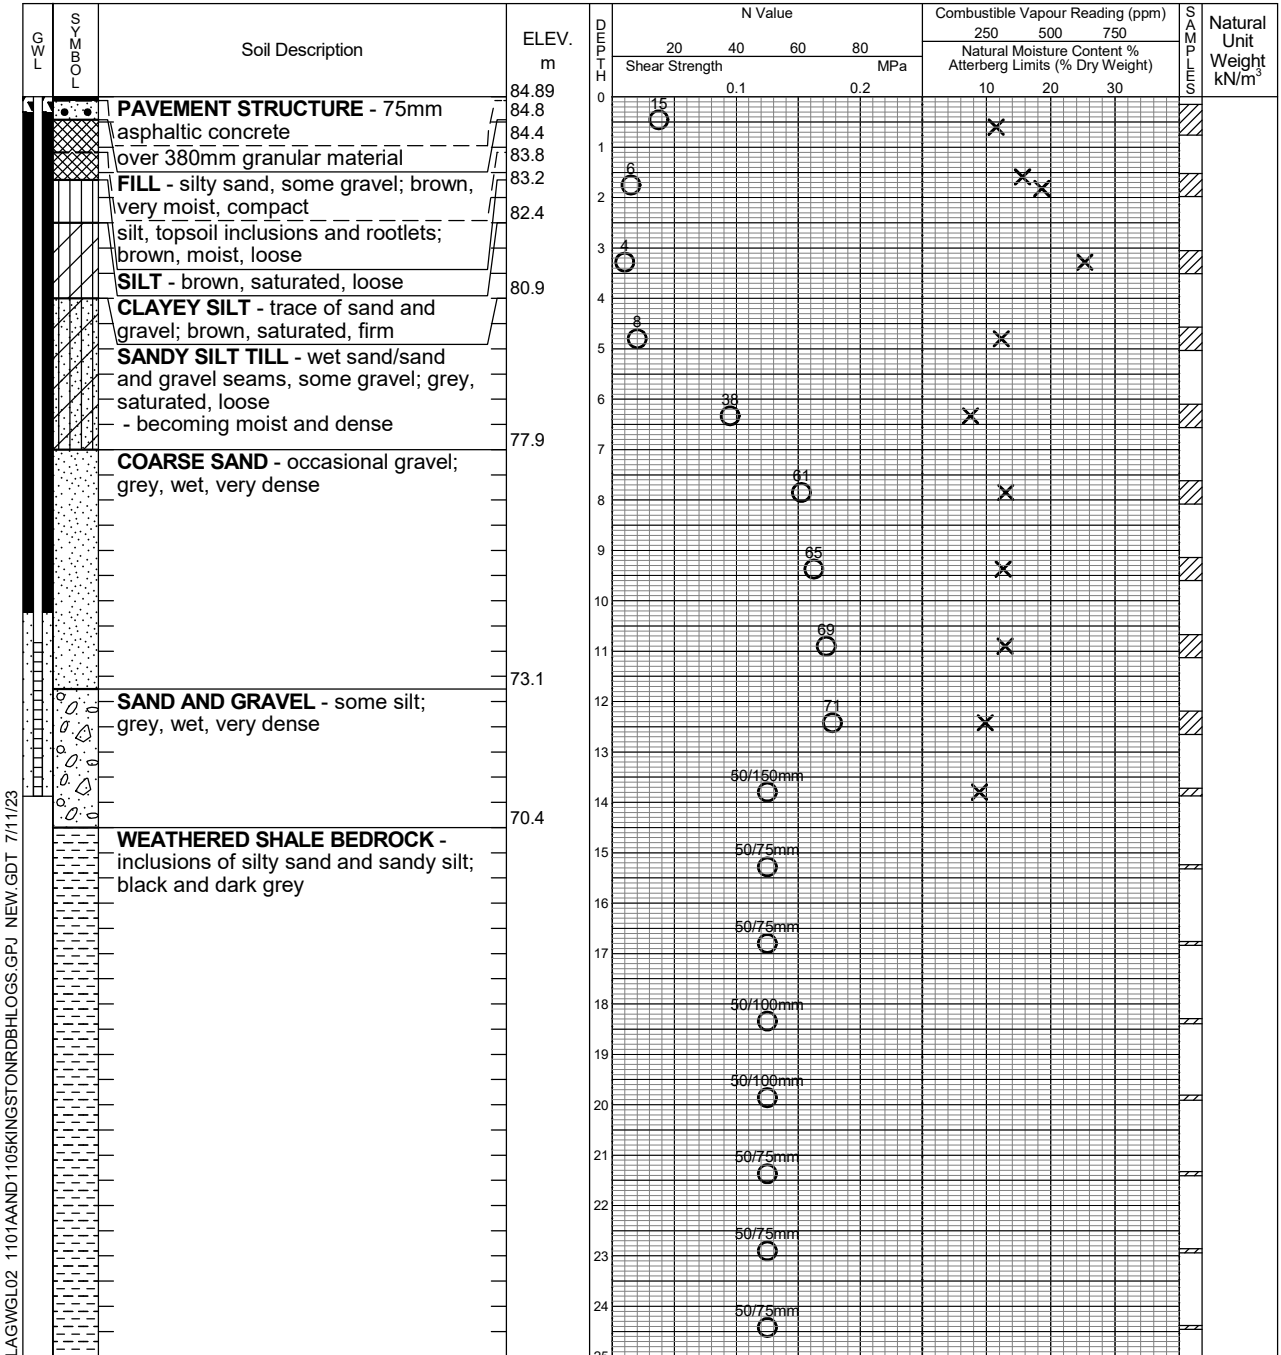 GWL
SYMBOL
Soil Description
ELEV.
m
DEPTH
N Value
20 40 60 80
Shear Strength MPa
0.1 0.2
Combustible Vapour Reading (ppm)
250 500 750
Natural Moisture Content %
Atterberg Limits (% Dry Weight)
10 20 30
SAMPLES
Natural
Unit
Weight
kN/m3
84.89
PAVEMENT STRUCTURE - 75mm
asphaltic concrete
over 380mm granular material
FILL - silty sand, some gravel; brown,
very moist, compact
silt, topsoil inclusions and rootlets;
brown, moist, loose
SILT - brown, saturated, loose
CLAYEY SILT - trace of sand and
gravel; brown, saturated, firm
SANDY SILT TILL - wet sand/sand
and gravel seams, some gravel; grey,
saturated, loose
- becoming moist and dense
COARSE SAND - occasional gravel;
grey, wet, very dense
SAND AND GRAVEL - some silt;
grey, wet, very dense
WEATHERED SHALE BEDROCK -
inclusions of silty sand and sandy silt;
black and dark grey
84.8
84.4
83.8
83.2
82.4
80.9
77.9
73.1
70.4
0
1
2
3
4
5
6
7
8
9
10
11
12
13
14
15
16
17
18
19
20
21
22
23
24
25
15
6
4
8
38
61
65
69
71
50/150mm
50/75mm
50/75mm
50/100mm
50/100mm
50/75mm
50/75mm
50/75mm
LAGWGL02 1101AAND1105KINGSTONRDBHLOGS.GPJ NEW.GDT 7/11/23